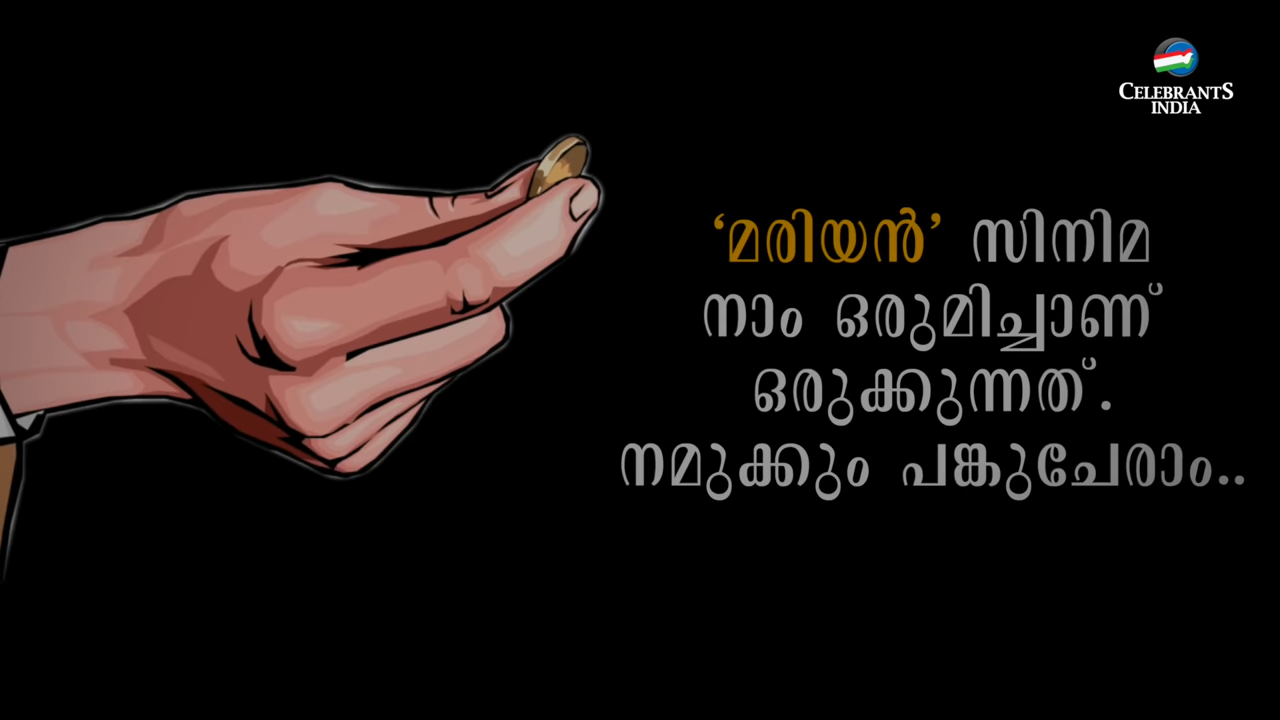 CELEBRANTS
INDIA
‘മരിയൻ’ സിനിമ
നാം ഒരുമിച്ചാണ്
ഒരുക്കുന്നത്.
നമുക്കും പങ്കുചേരാം..